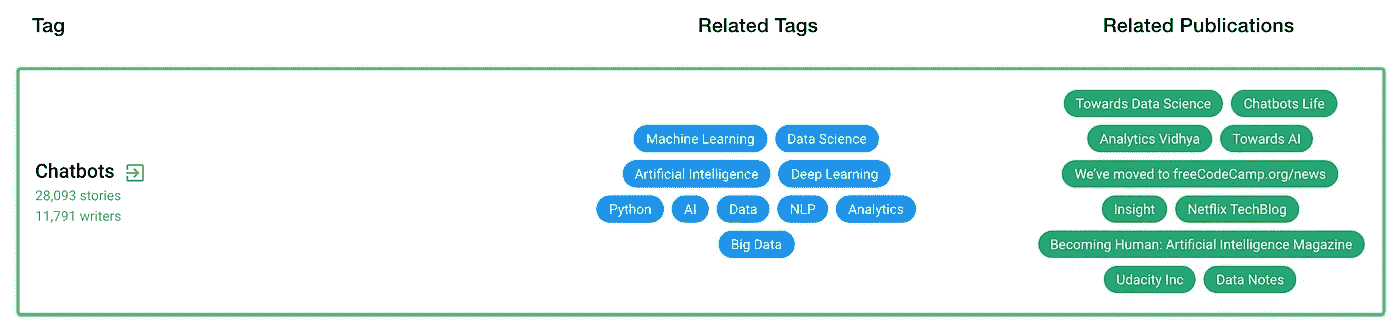 Tag Related Tags Related Publications
Chatbots
28,093 stories
11,791 writers
Machine Learning Data Science
Artificial Intelligence Deep Learning
Python AI Data NLP Analytics
Big Data
Towards Data Science Chatbots Life
Analytics Vidhya Towards AI
We've moved to freeCodeCamp.org/news
Insight Netflix TechBlog
Becoming Human: Artificial Intelligence Magazine
Udacity Inc Data Notes